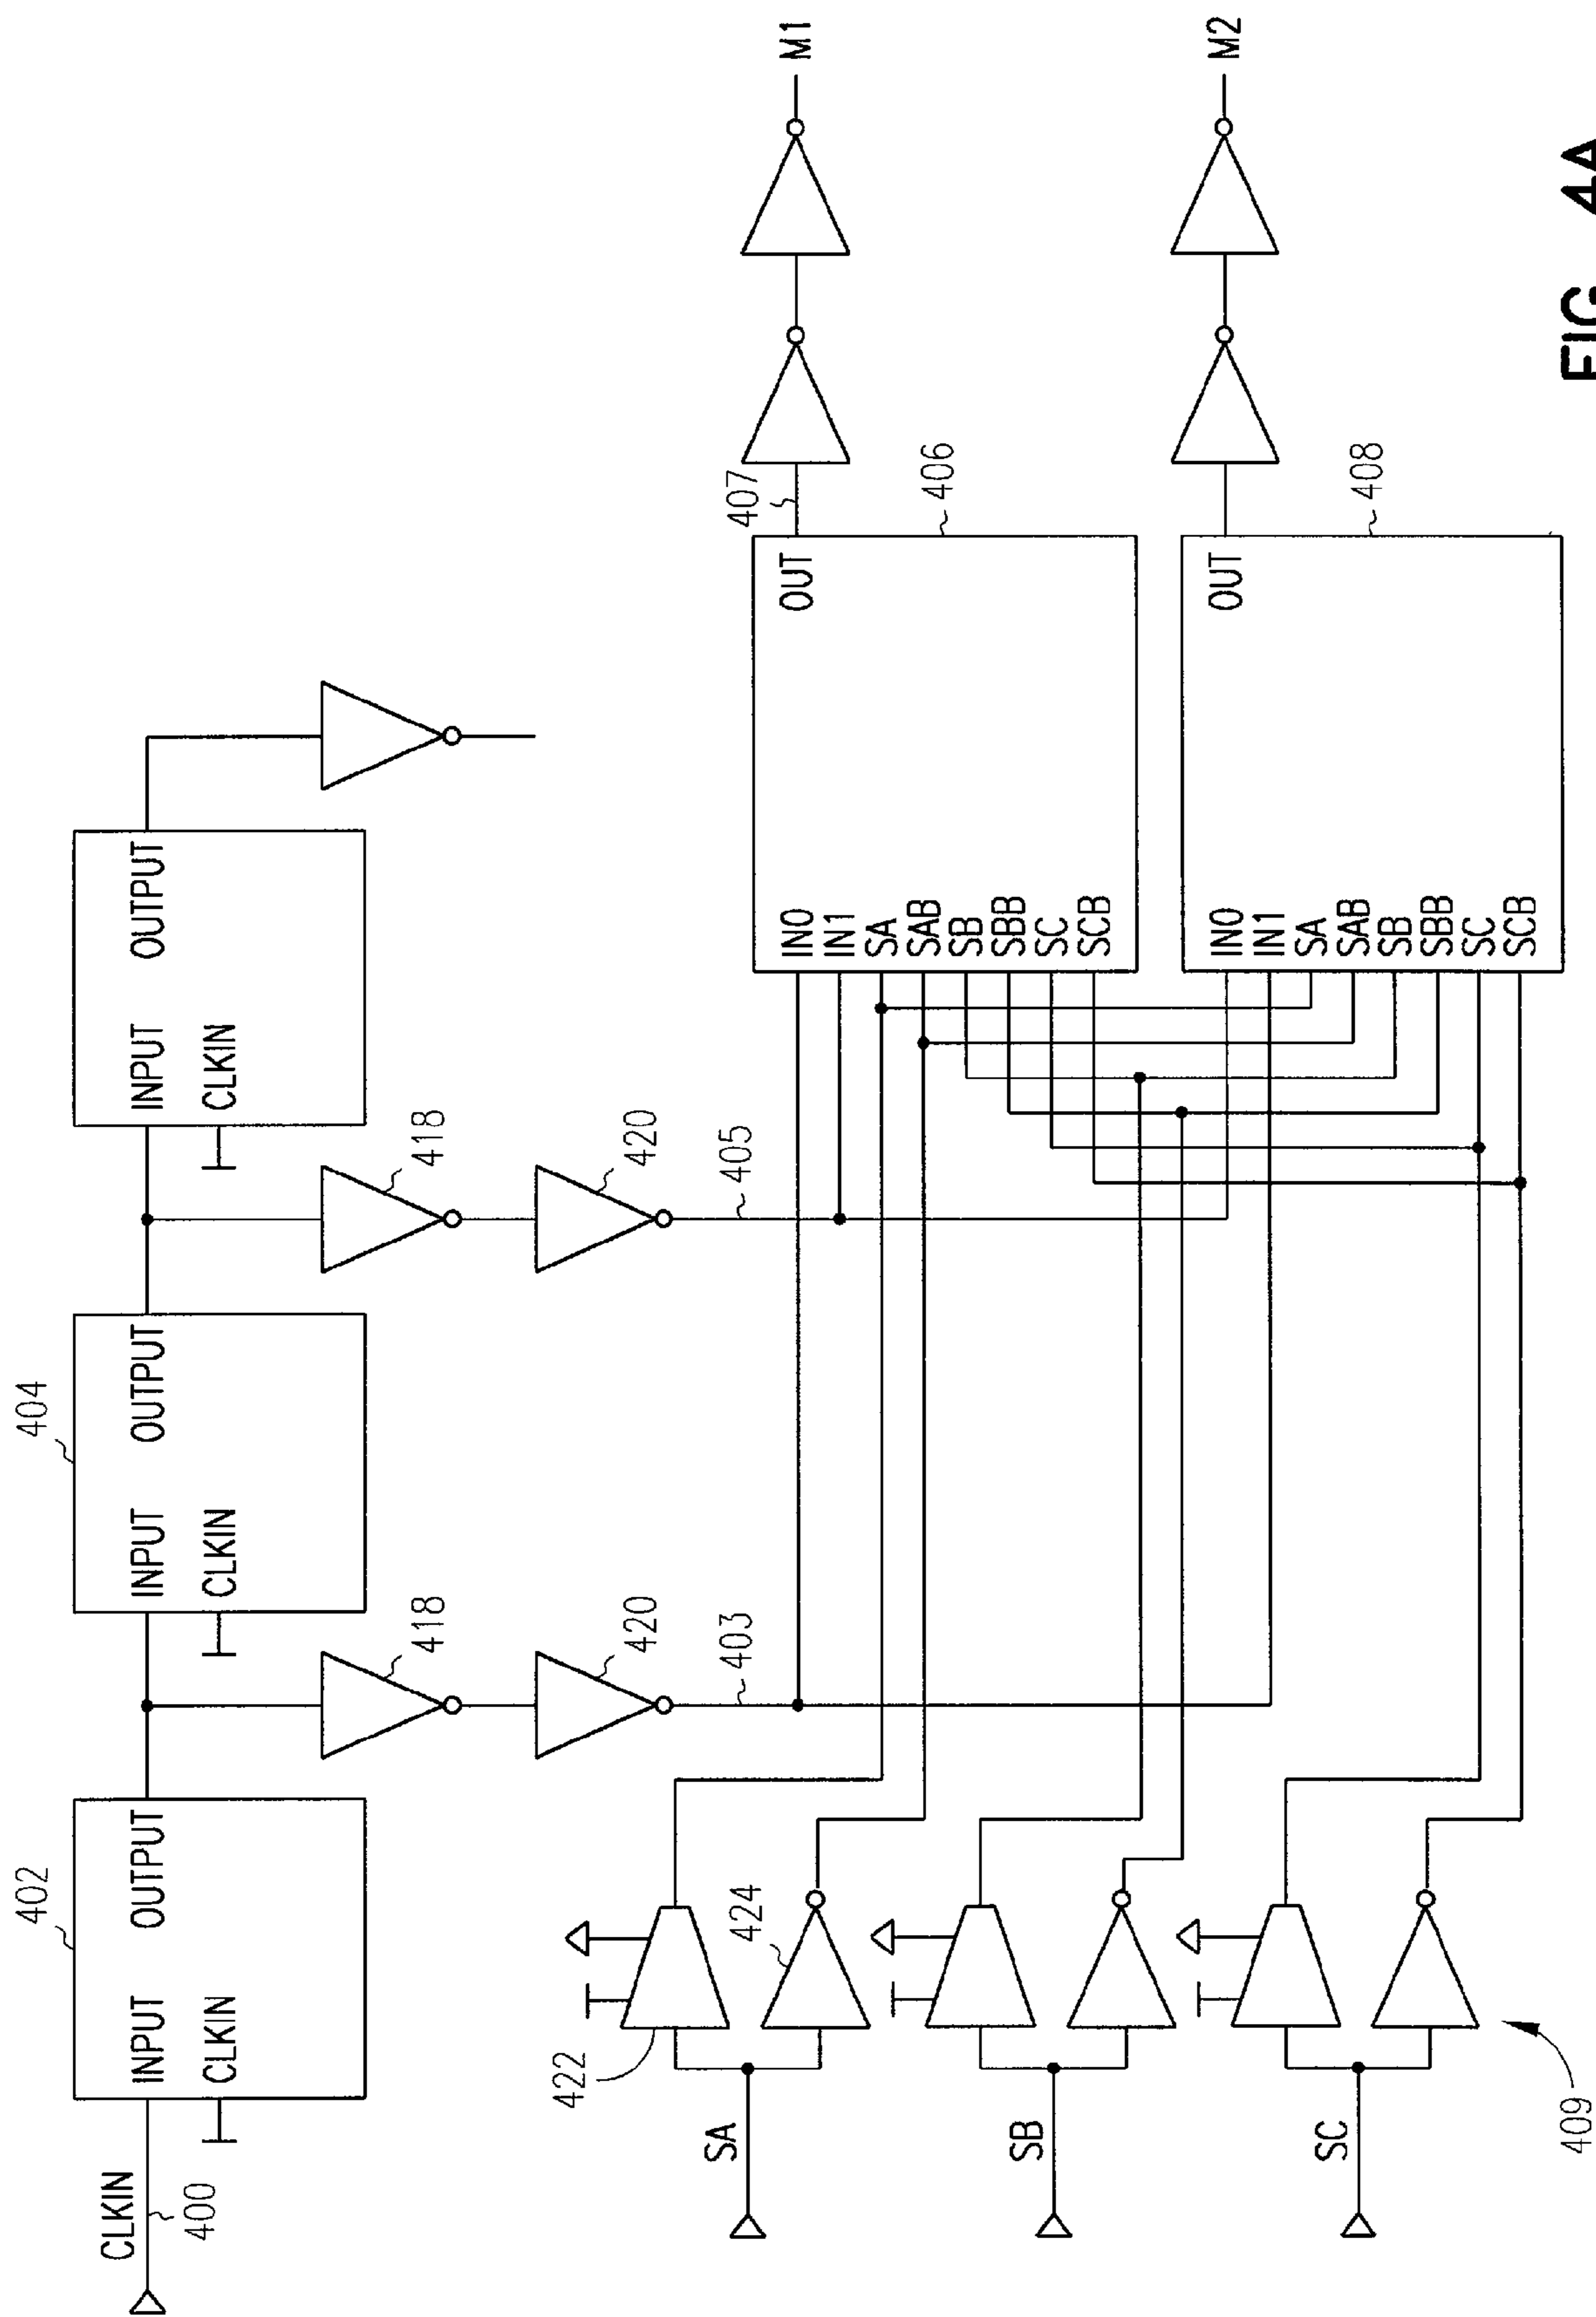 CLKIN
400
402
INPUT OUTPUT
CLKIN
404
INPUT OUTPUT
CLKIN
INPUT OUTPUT
CLKIN
418
418
420
420
403
405
SA
422
424
SB
SC
409
IN0
IN1
SA
SAB
SB
SBB
SC
SCB
OUT
406
407
M1
IN0
IN1
SA
SAB
SB
SBB
SC
SCB
OUT
408
M2
FIG. 4A